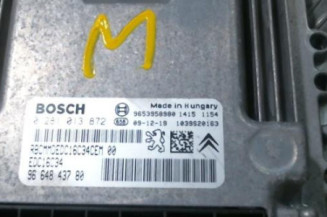 M
BOSCH
Made in Hungary
0 281 013 872
9653958980 1415 1154
09-12-18 1039S20163
EDC16C34
96 648 437 80